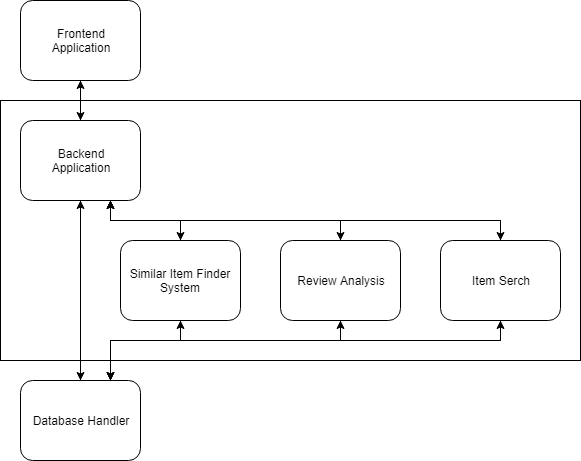 Frontend
Application
Backend
Application
Similar Item Finder
System
Review Analysis
Item Serch
Database Handler